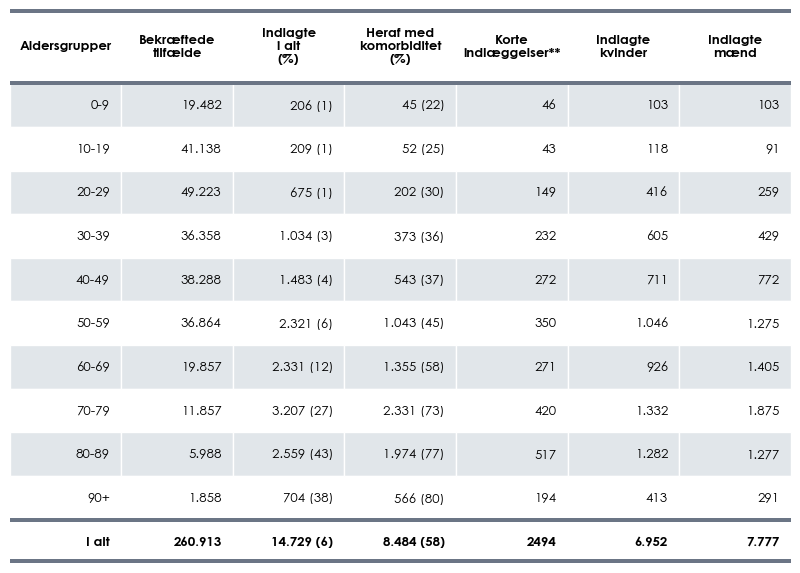 Aldersgrupper Bekræftede tilfælde Indlagte I alt (%) Heraf med komorbiditet (%) Korte indlæggelser** Indlagte kvinder Indlagte mænd
0-9 19.482 206 (1) 45 (22) 46 103 103
10-19 41.138 209 (1) 52 (25) 43 118 91
20-29 49.223 675 (1) 202 (30) 149 416 259
30-39 36.358 1.034 (3) 373 (36) 232 605 429
40-49 38.288 1.483 (4) 543 (37) 272 711 772
50-59 36.864 2.321 (6) 1.043 (45) 350 1.046 1.275
60-69 19.857 2.331 (12) 1.355 (58) 271 926 1.405
70-79 11.857 3.207 (27) 2.331 (73) 420 1.332 1.875
80-89 5.988 2.559 (43) 1.974 (77) 517 1.282 1.277
90+ 1.858 704 (38) 566 (80) 194 413 291
I alt 260.913 14.729 (6) 8.484 (58) 2494 6.952 7.777